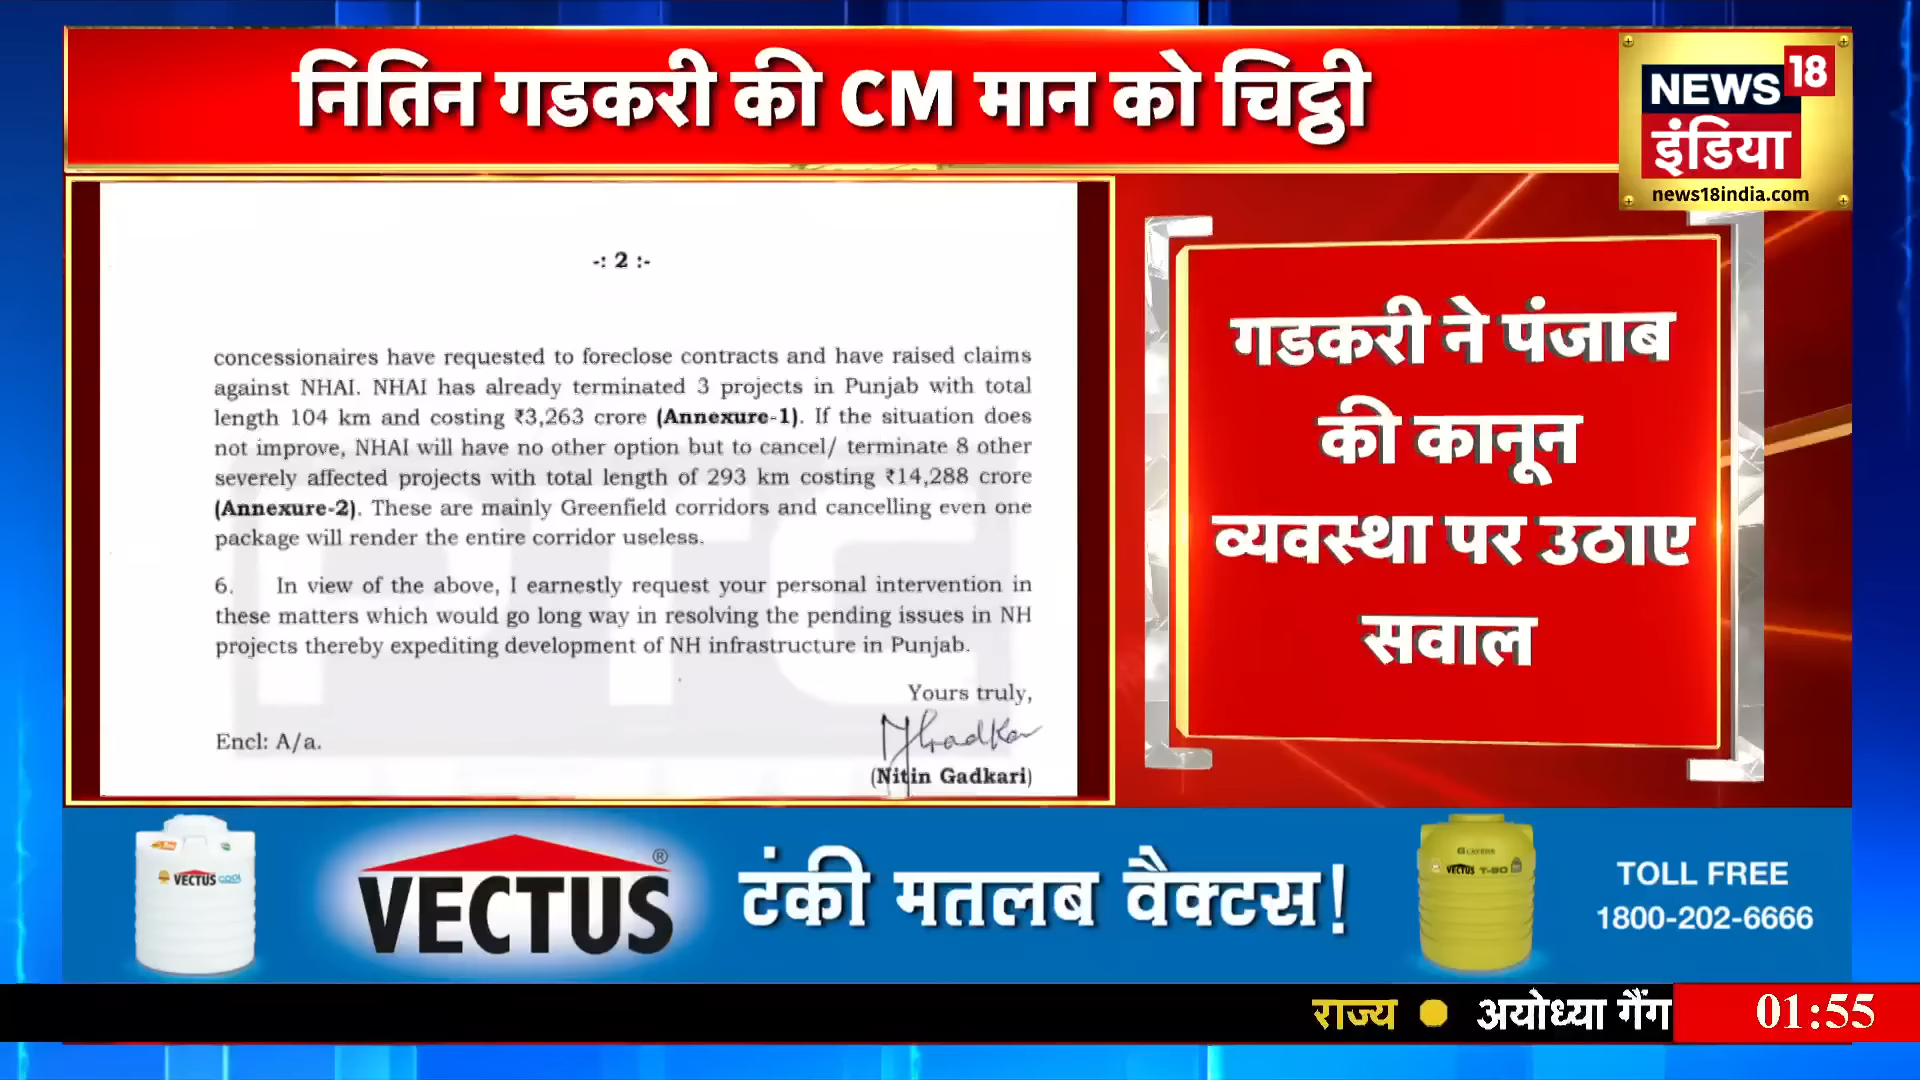 नितिन गडकरी की CM मान को चिट्ठी
NEWS 18
इंडिया
news18india.com
-: 2 :-
concessionaires have requested to foreclose contracts and have raised claims
against NHAI. NHAI has already terminated 3 projects in Punjab with total
length 104 km and costing ₹3,263 crore (Annexure-1). If the situation does
not improve, NHAI will have no other option but to cancel/ terminate 8 other
severely affected projects with total length of 293 km costing ₹14,288 crore
(Annexure-2). These are mainly Greenfield corridors and cancelling even one
package will render the entire corridor useless.
6. In view of the above, I earnestly request your personal intervention in
these matters which would go long way in resolving the pending issues in NH
projects thereby expediting development of NH infrastructure in Punjab.
Yours truly,
NGadkari
Encl: A/a.
(Nitin Gadkari)
PTC
गडकरी ने पंजाब
की कानून
व्यवस्था पर उठाए
सवाल
VECTUS COOL
VECTUS ®
टंकी मतलब वैक्टस!
LAYERS
VECTUS T-90
TOLL FREE
1800-202-6666
राज्य ● अयोध्या गैंग
01:55